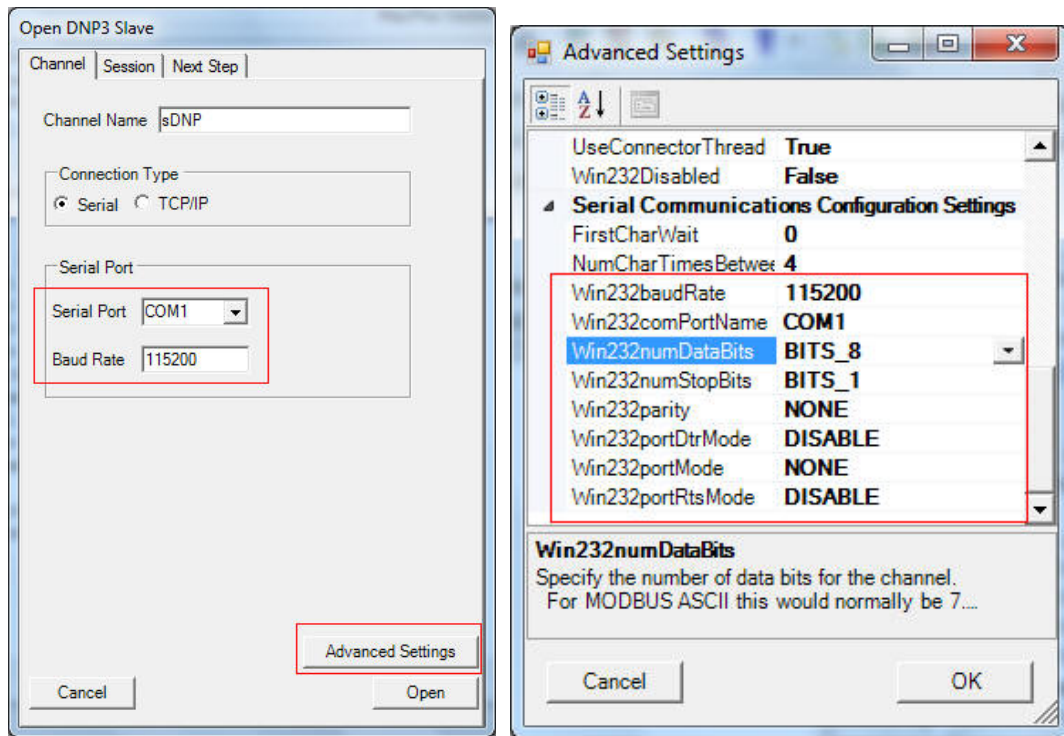 Open DNP3 Slave
Channel
Session
Next Step
Channel Name sDNP
Connection Type
Serial TCP/IP
Serial Port
Serial Port COM1
Baud Rate 115200
Advanced Settings
Cancel
Open
Advanced Settings
UseConnectorThread True
Win232Disabled False
Serial Communications Configuration Settings
FirstCharWait 0
NumCharTimesBetwee 4
Win232baudRate 115200
Win232comPortName COM1
Win232numDataBits BITS_8
Win232numStopBits BITS_1
Win232parity NONE
Win232portDtrMode DISABLE
Win232portMode NONE
Win232portRtsMode DISABLE
Win232numDataBits
Specify the number of data bits for the channel.
For MODBUS ASCII this would normally be 7....
Cancel
OK